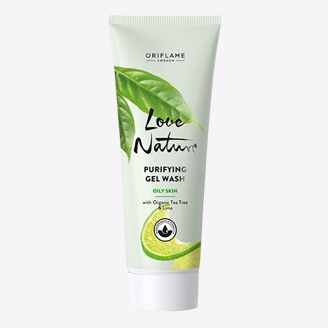 ORIFLAME
SWEDEN
Love
Nature
PURIFYING
GEL WASH
OILY SKIN
with Organic Tea Tree
& Lime